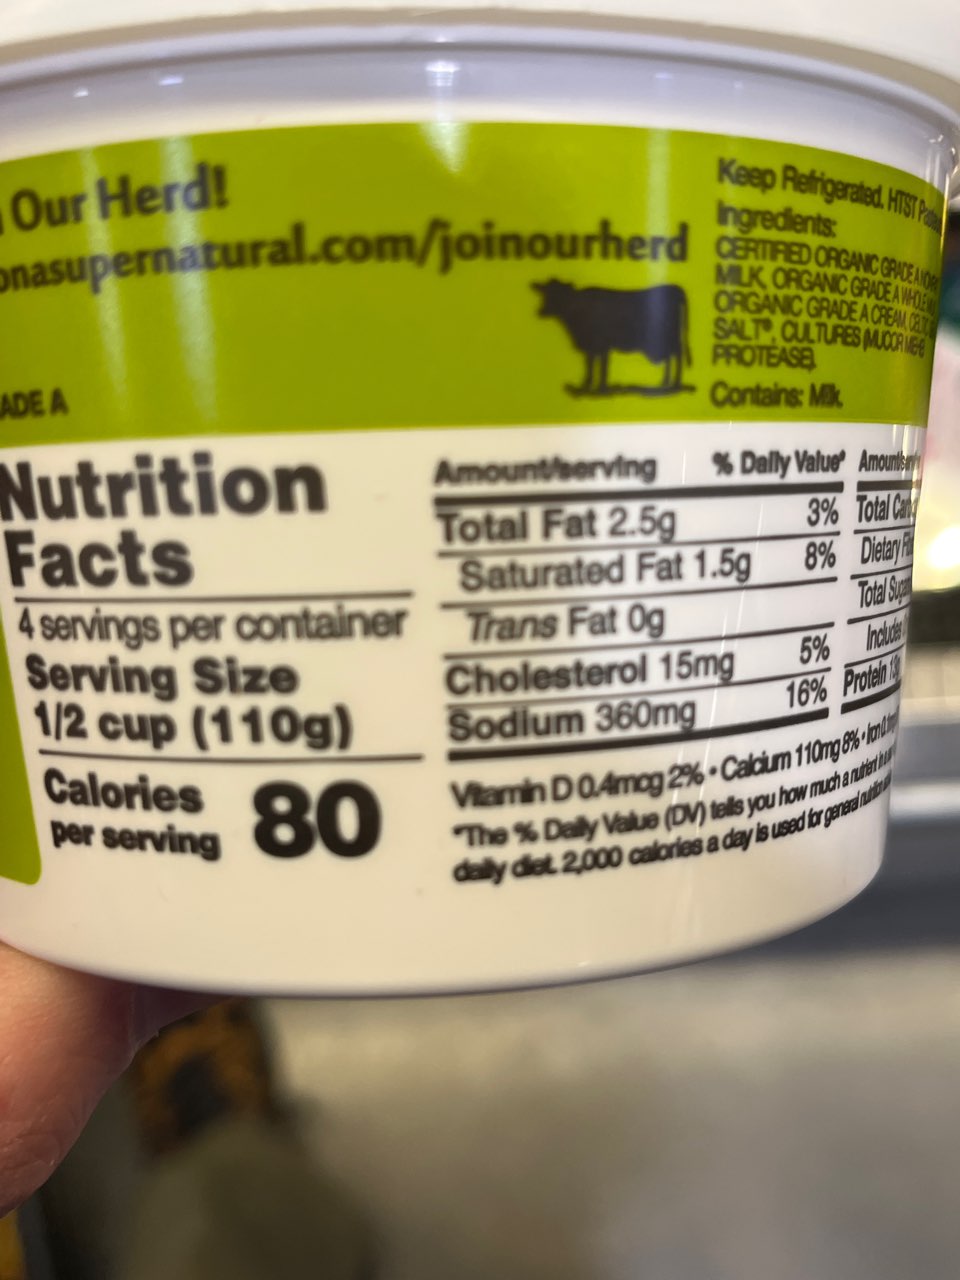 Our Herd!
onasupernatural.com/joinourherd
ADE A
Keep Refrigerated. HTST
Ingredients:
CERTIFIED ORGANIC GRADE A
MILK, ORGANIC GRADE A WHOLE
ORGANIC GRADE A CREAM,
SALT®, CULTURES (MUCOR
PROTEASE).
Contains: Milk.
Nutrition
Facts
4 servings per container
Serving Size
1/2 cup (110g)
Calories
per serving 80
Amount/serving % Daily Value*
Total Fat 2.5g 3%
Saturated Fat 1.5g 8%
Trans Fat 0g
Cholesterol 15mg 5%
Sodium 360mg 16%
Total
Dietary
Total
Includes
Protein
Vitamin D 0.4mcg 2% • Calcium 110mg 8% • Iron
*The % Daily Value (DV) tells you how much a nutrient in a
daily diet. 2,000 calories a day is used for general nutrition